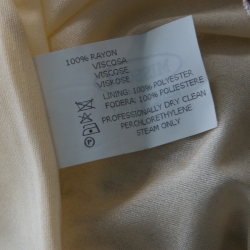 100% RAYON
VISCOSA
VISCOSE
VISKOSE
LINING: 100% POLYESTER
FODERA: 100% POLIESTERE
PROFESSIONALLY DRY CLEAN
PERCHLORETHYLENE
STEAM ONLY